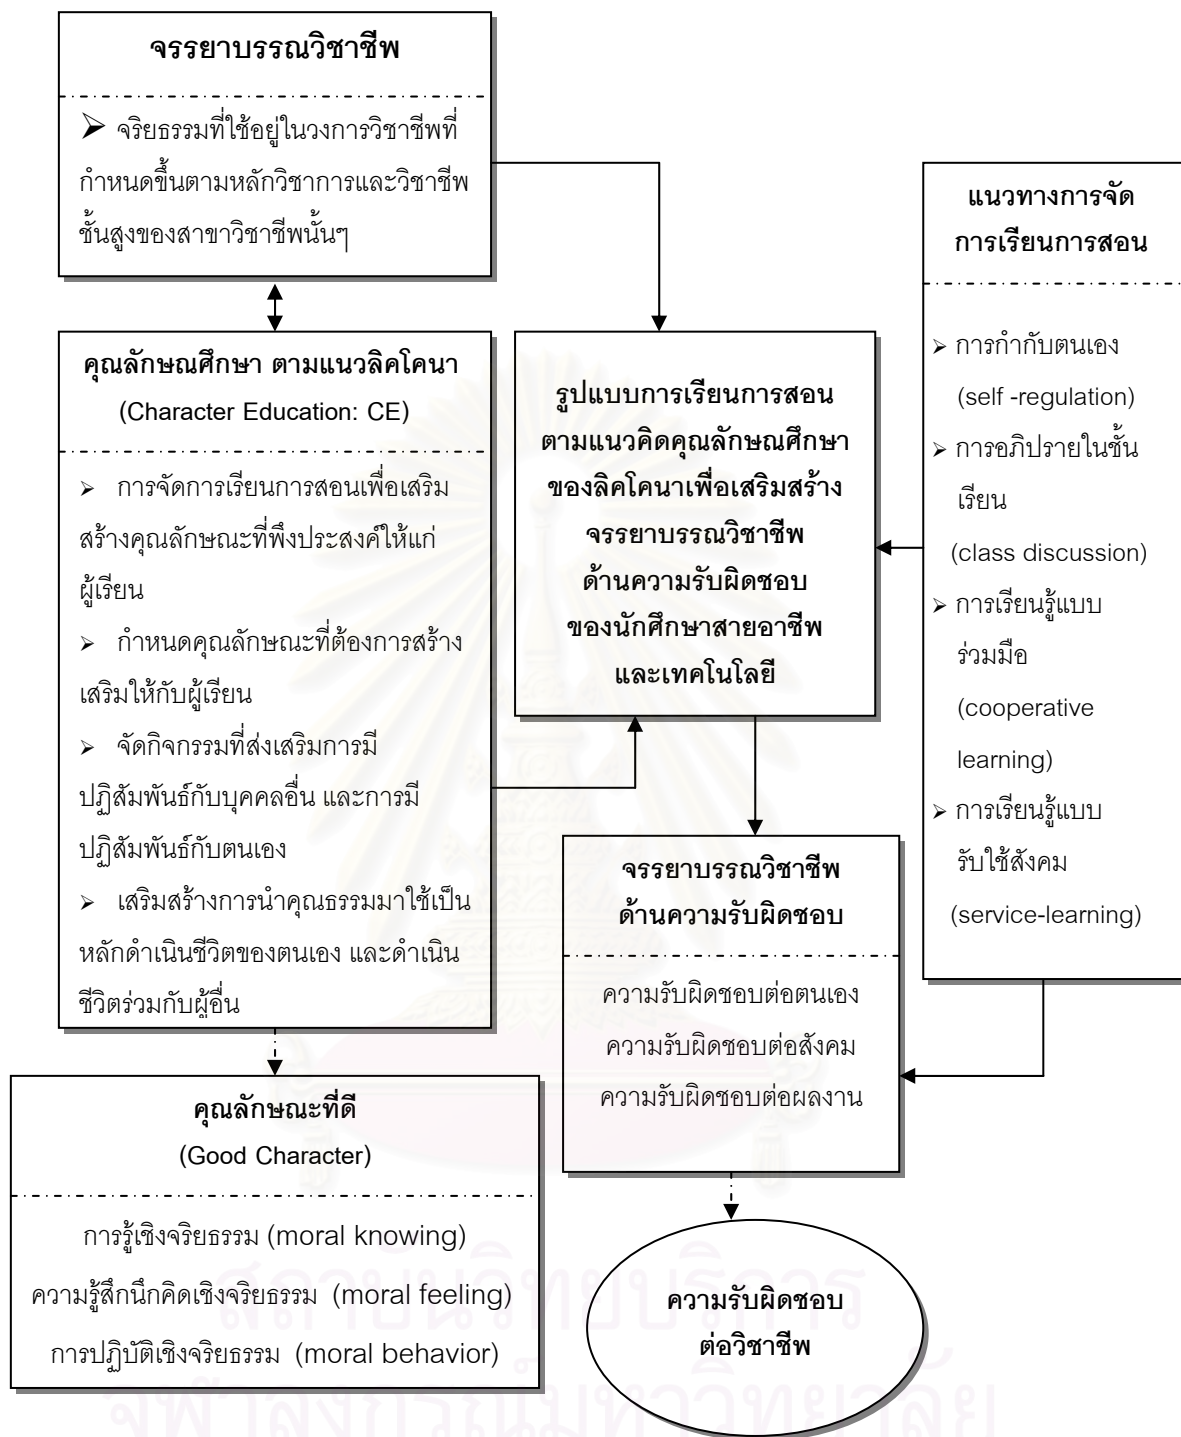 จรรยาบรรณวิชาชีพ
➢ จริยธรรมที่ใช้อยู่ในวงการวิชาชีพที่
กำหนดขึ้นตามหลักวิชาการและวิชาชีพ
ชั้นสูงของสาขาวิชาชีพนั้นๆ
คุณลักษณศึกษา ตามแนวลิคโคนา
(Character Education: CE)
➢ การจัดการเรียนการสอนเพื่อเสริม
สร้างคุณลักษณะที่พึงประสงค์ให้แก่
ผู้เรียน
➢ กำหนดคุณลักษณะที่ต้องการสร้าง
เสริมให้กับผู้เรียน
➢ จัดกิจกรรมที่ส่งเสริมการมี
ปฏิสัมพันธ์กับบุคคลอื่น และการมี
ปฏิสัมพันธ์กับตนเอง
➢ เสริมสร้างการนำคุณธรรมมาใช้เป็น
หลักดำเนินชีวิตของตนเอง และดำเนิน
ชีวิตร่วมกับผู้อื่น
คุณลักษณะที่ดี
(Good Character)
การรู้เชิงจริยธรรม (moral knowing)
ความรู้สึกนึกคิดเชิงจริยธรรม (moral feeling)
การปฏิบัติเชิงจริยธรรม (moral behavior)
รูปแบบการเรียนการสอน
ตามแนวคิดคุณลักษณศึกษา
ของลิคโคนาเพื่อเสริมสร้าง
จรรยาบรรณวิชาชีพ
ด้านความรับผิดชอบ
ของนักศึกษาสายอาชีพ
และเทคโนโลยี
จรรยาบรรณวิชาชีพ
ด้านความรับผิดชอบ
ความรับผิดชอบต่อตนเอง
ความรับผิดชอบต่อสังคม
ความรับผิดชอบต่อผลงาน
ความรับผิดชอบ
ต่อวิชาชีพ
แนวทางการจัด
การเรียนการสอน
➢ การกำกับตนเอง
(self -regulation)
➢ การอภิปรายในชั้น
เรียน
(class discussion)
➢ การเรียนรู้แบบ
ร่วมมือ
(cooperative
learning)
➢ การเรียนรู้แบบ
รับใช้สังคม
(service-learning)
สถาบันวิทยบริการ
จุฬาลงกรณ์มหาวิทยาลัย